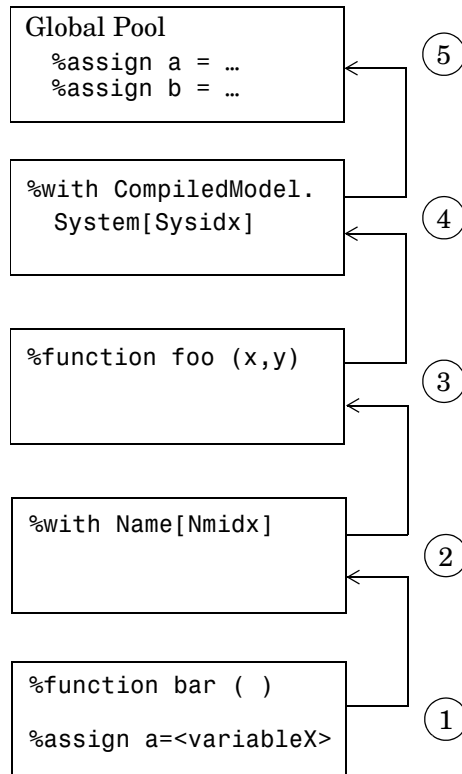 Global Pool
%assign a = …
%assign b = …
5
%with CompiledModel.
System[Sysidx]
4
%function foo (x,y)
3
%with Name[Nmidx]
2
%function bar ( )
%assign a=<variableX>
1